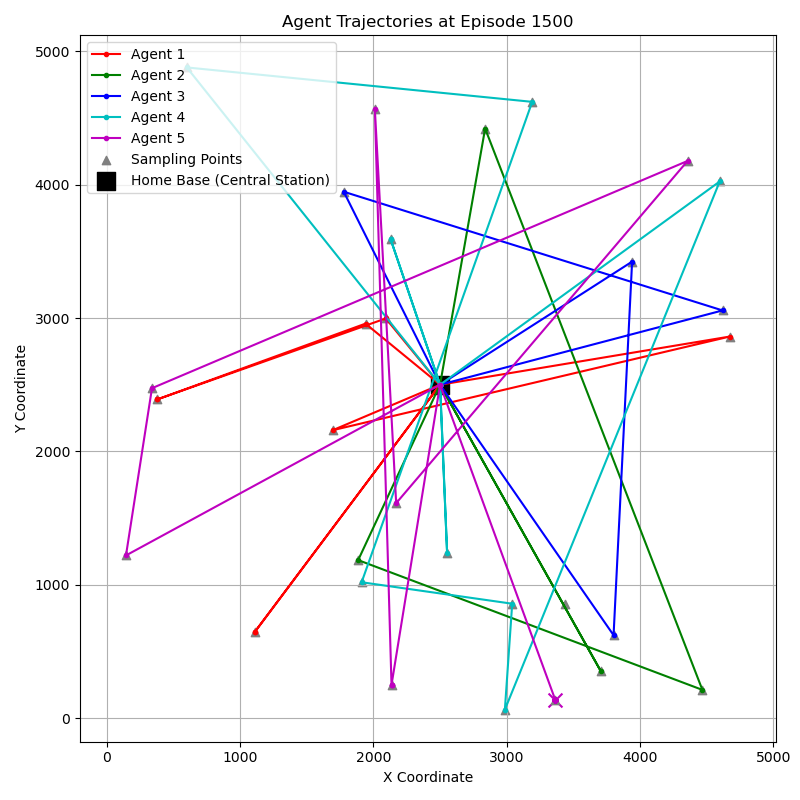 Agent Trajectories at Episode 1500
Agent 1
Agent 2
Agent 3
Agent 4
Agent 5
Sampling Points
Home Base (Central Station)
5000
4000
3000
2000
1000
0
Y Coordinate
0
1000
2000
3000
4000
5000
X Coordinate